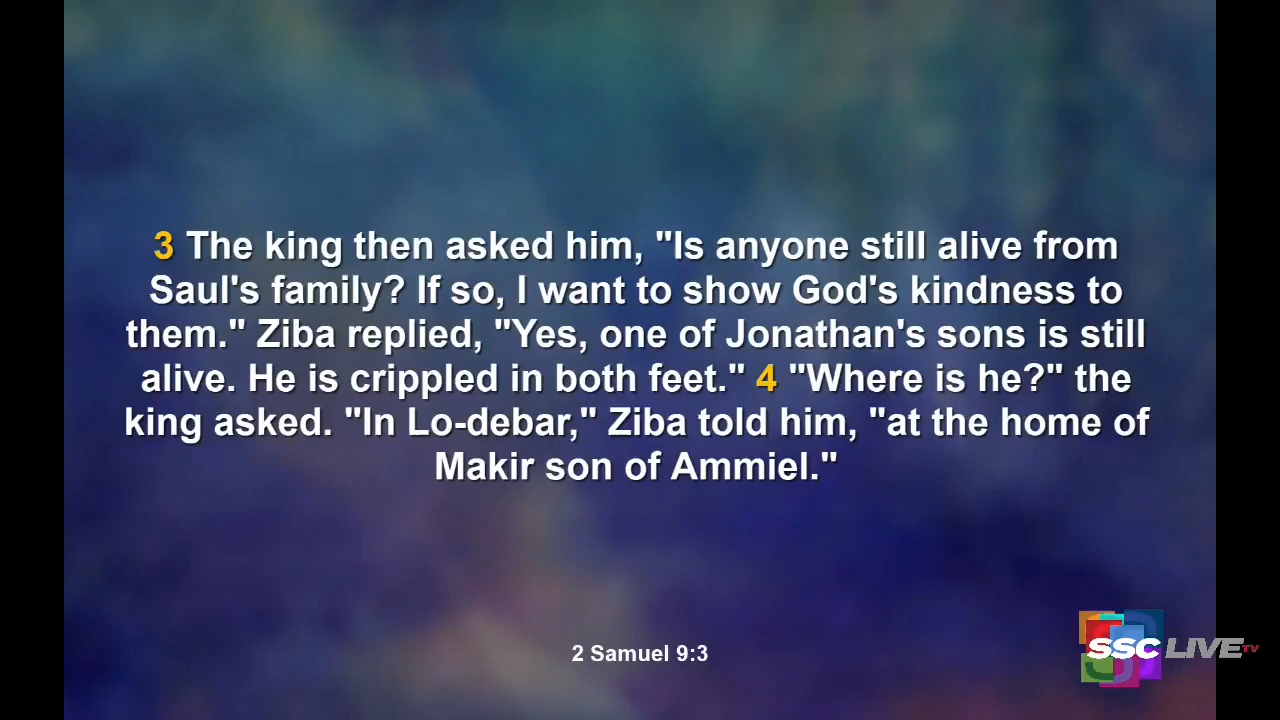 3 The king then asked him, "Is anyone still alive from
Saul's family? If so, I want to show God's kindness to
them." Ziba replied, "Yes, one of Jonathan's sons is still
alive. He is crippled in both feet." 4 "Where is he?" the
king asked. "In Lo-debar," Ziba told him, "at the home of
Makir son of Ammiel."
2 Samuel 9:3
SSC LIVE TV